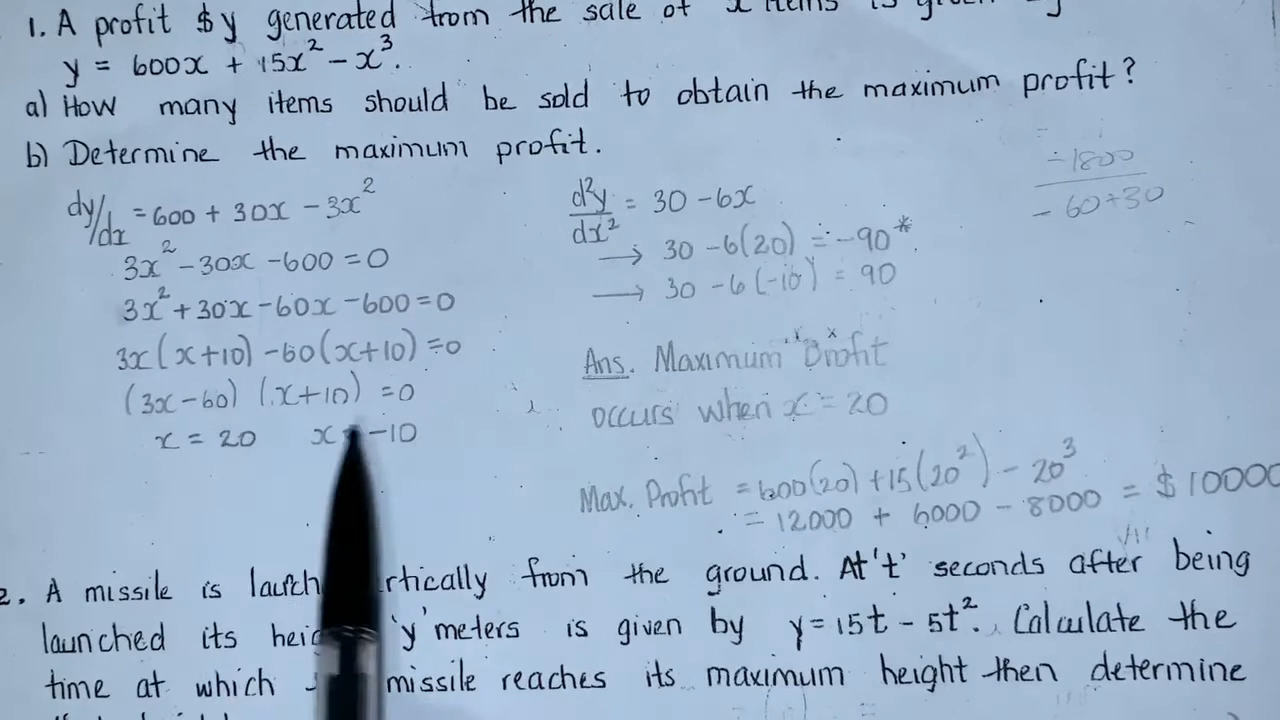 1. A profit $y generated from the sale of x items is given
y = 600x + 15x² - x³.
a) How many items should be sold to obtain the maximum profit?
b) Determine the maximum profit.
dy/dx = 600 + 30x - 3x²
3x² - 30x - 600 = 0
3x² + 30x - 60x - 600 = 0
3x(x+10) - 60(x+10) = 0
(3x - 60) (x+10) = 0
x = 20 x = -10
d²y/dx² = 30 - 6x
→ 30 - 6(20) = -90*
→ 30 - 6(-10) = 90
-1800
- 60+30
Ans. Maximum Profit
occurs when x = 20
Max. Profit = 600(20) + 15(20²) - 20³
= 12000 + 6000 - 8000 = $10000
2. A missile is vertically from the ground. At 't' seconds after being
launched its 'y' meters is given by y = 15t - 5t². Calculate the
time at which missile reaches its maximum height then determine